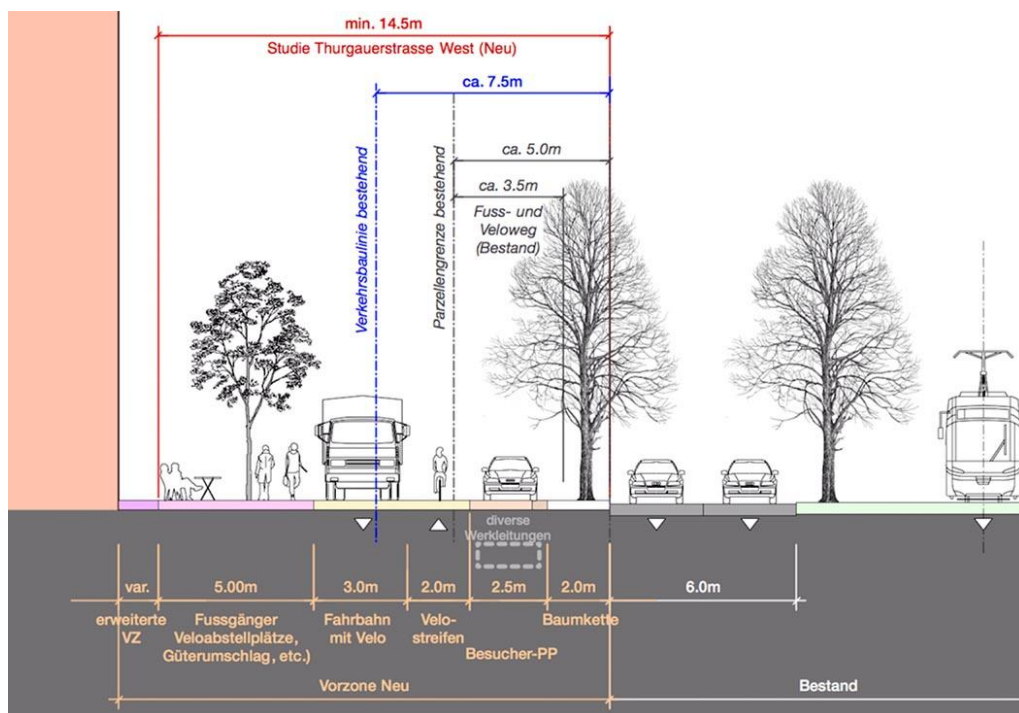 min. 14.5m
Studie Thurgauerstrasse West (Neu)
ca. 7.5m
Verkehrsbaulinie bestehend
Parzellengrenze bestehend
ca. 5.0m
ca. 3.5m
Fuss- und
Veloweg
(Bestand)
diverse
Werkleitungen
var.
5.00m
3.0m
2.0m
2.5m
2.0m
6.0m
erweiterte
VZ
Fussgänger
Veloabstellplätze,
Güterumschlag, etc.)
Fahrbahn
mit Velo
Velo-
streifen
Besucher-PP
Baumkette
Vorzone Neu
Bestand